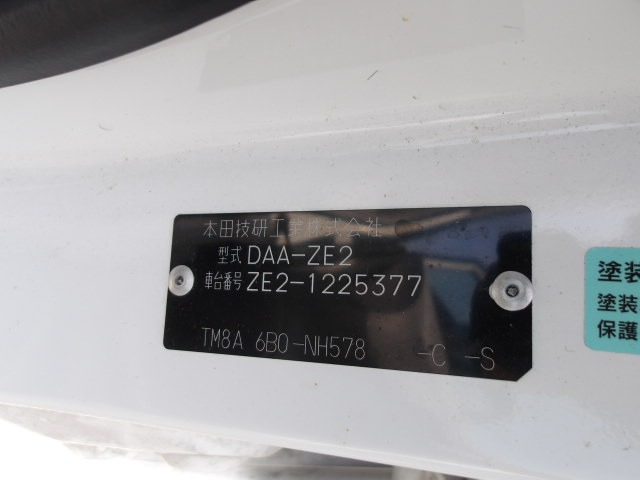 本田技研工業株式会社
型式 DAA-ZE2
車台番号 ZE2-1225377
TM8A 6B0-NH578 -C -S
塗装
塗装
保護